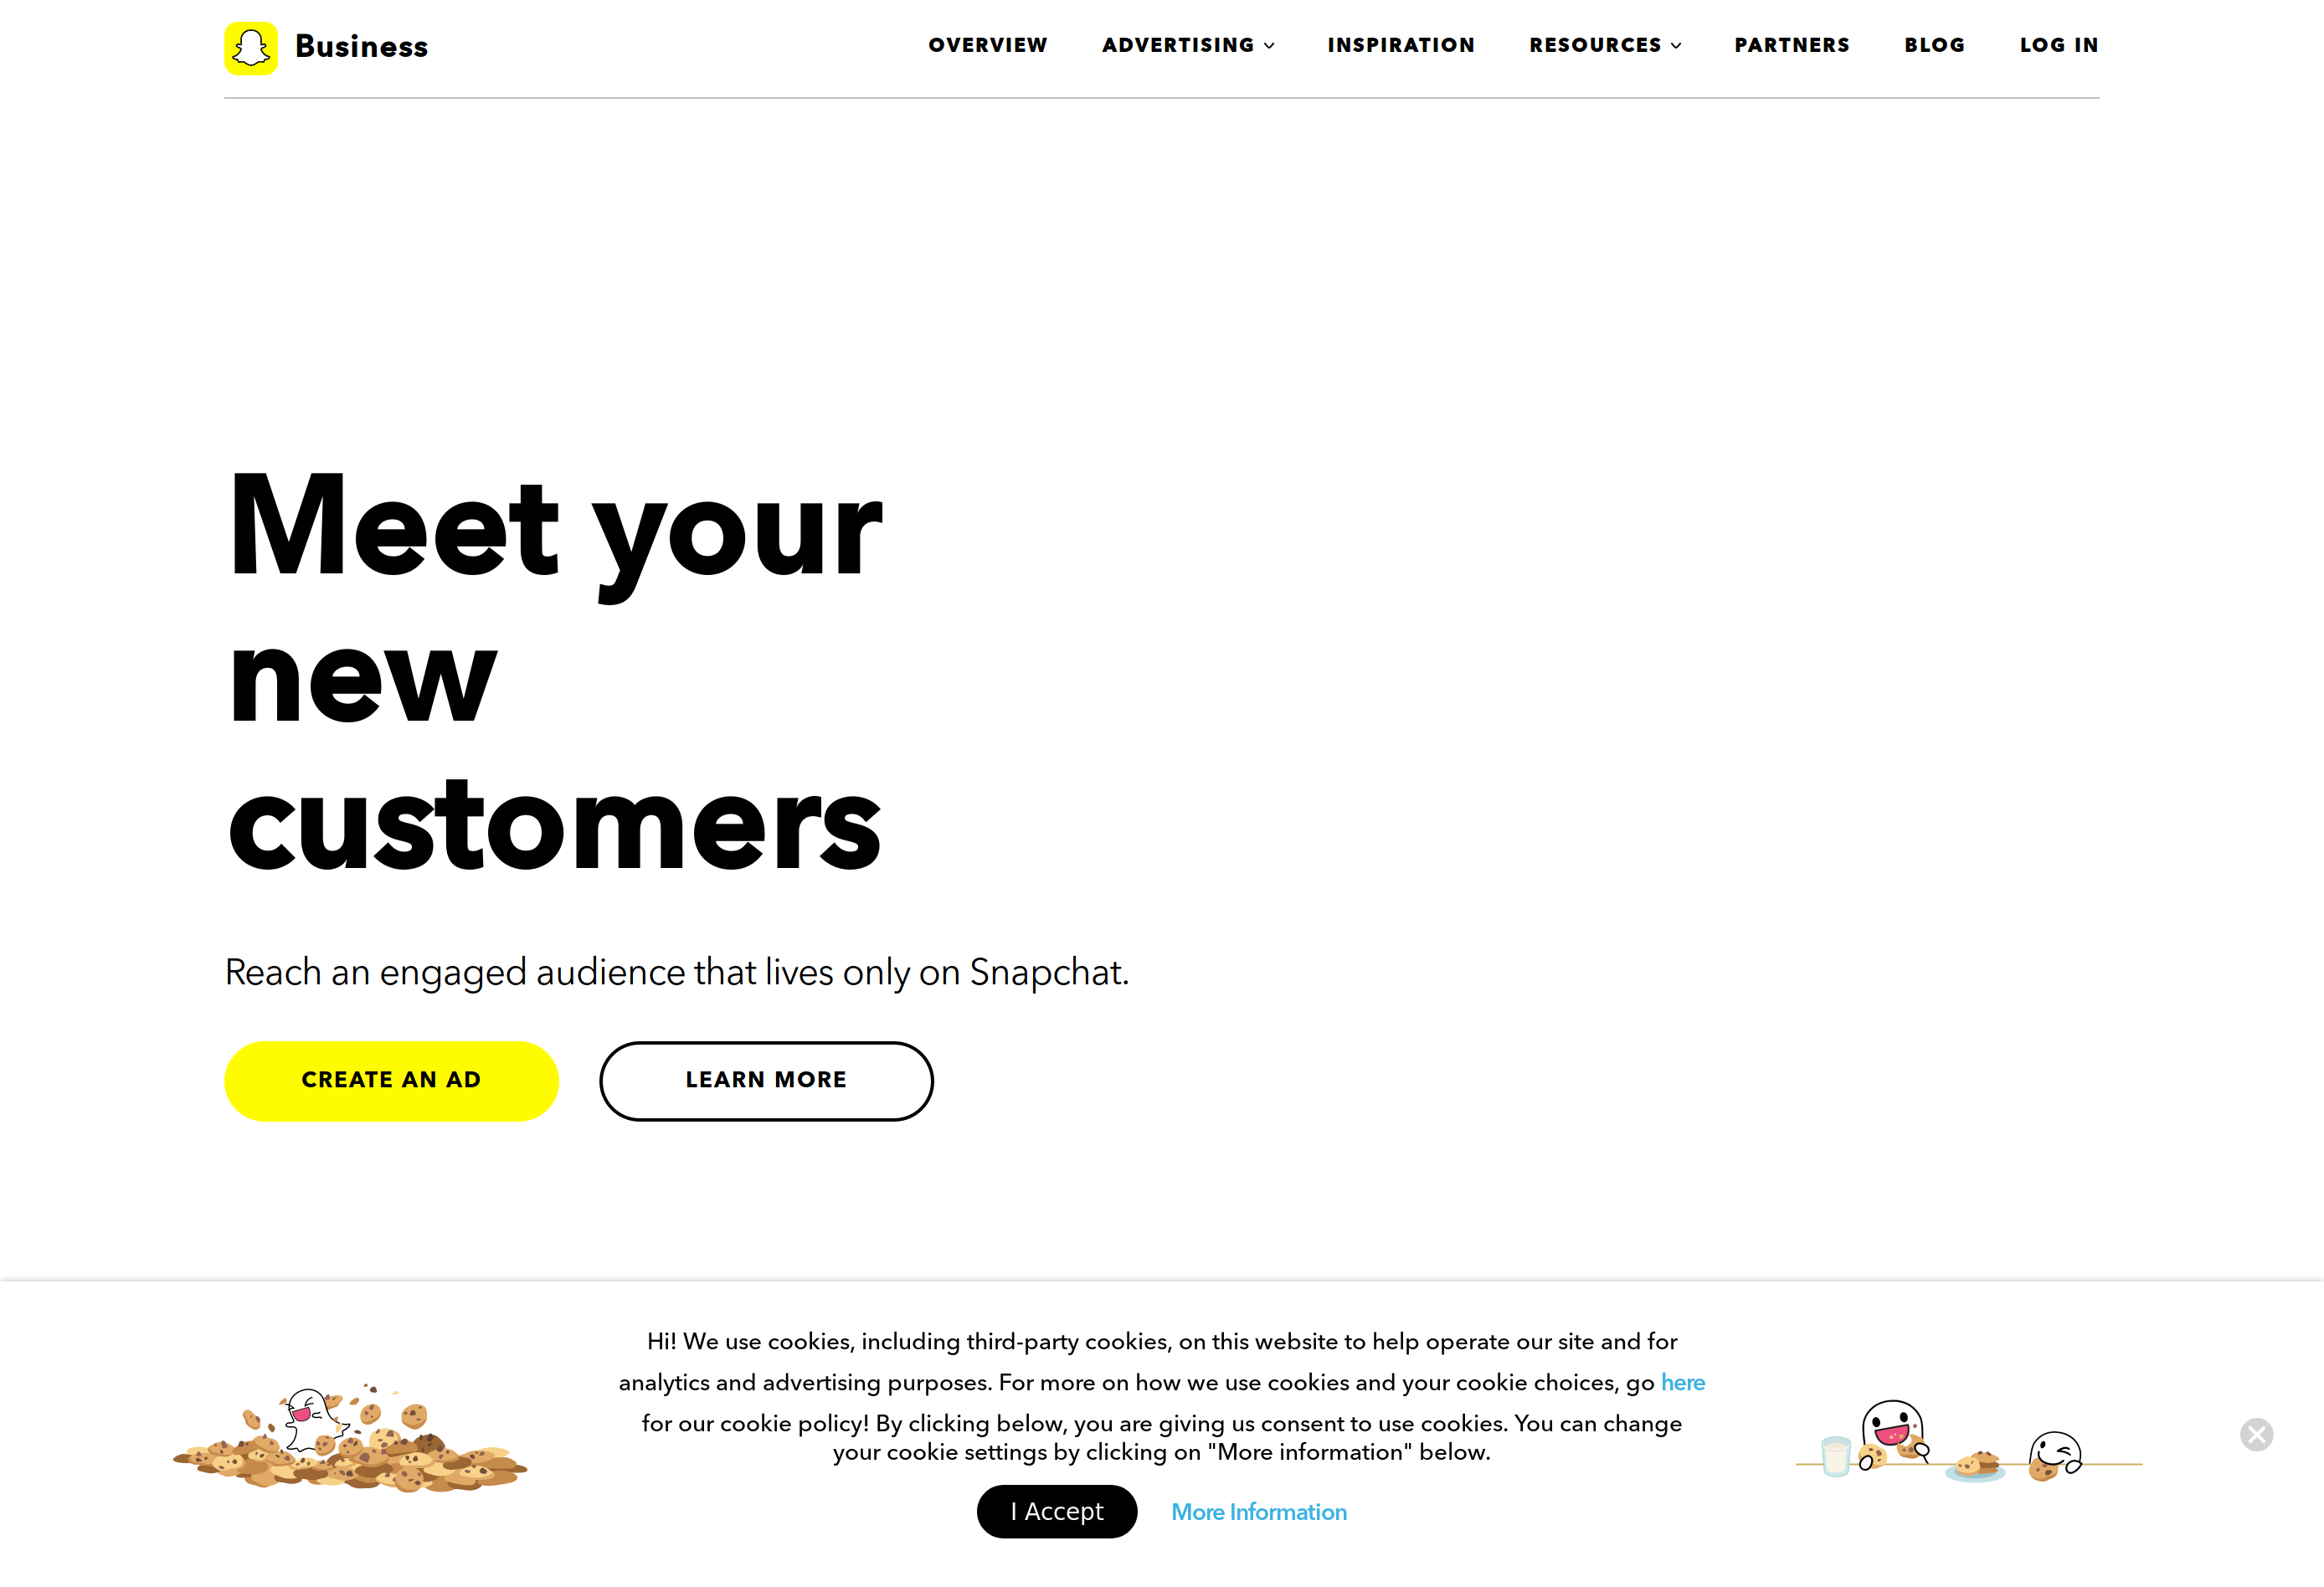 Business
OVERVIEW
ADVERTISING
INSPIRATION
RESOURCES
PARTNERS
BLOG
LOG IN
Meet your
new
customers
Reach an engaged audience that lives only on Snapchat.
CREATE AN AD
LEARN MORE
Hi! We use cookies, including third-party cookies, on this website to help operate our site and for
analytics and advertising purposes. For more on how we use cookies and your cookie choices, go here
for our cookie policy! By clicking below, you are giving us consent to use cookies. You can change
your cookie settings by clicking on "More information" below.
I Accept
More Information